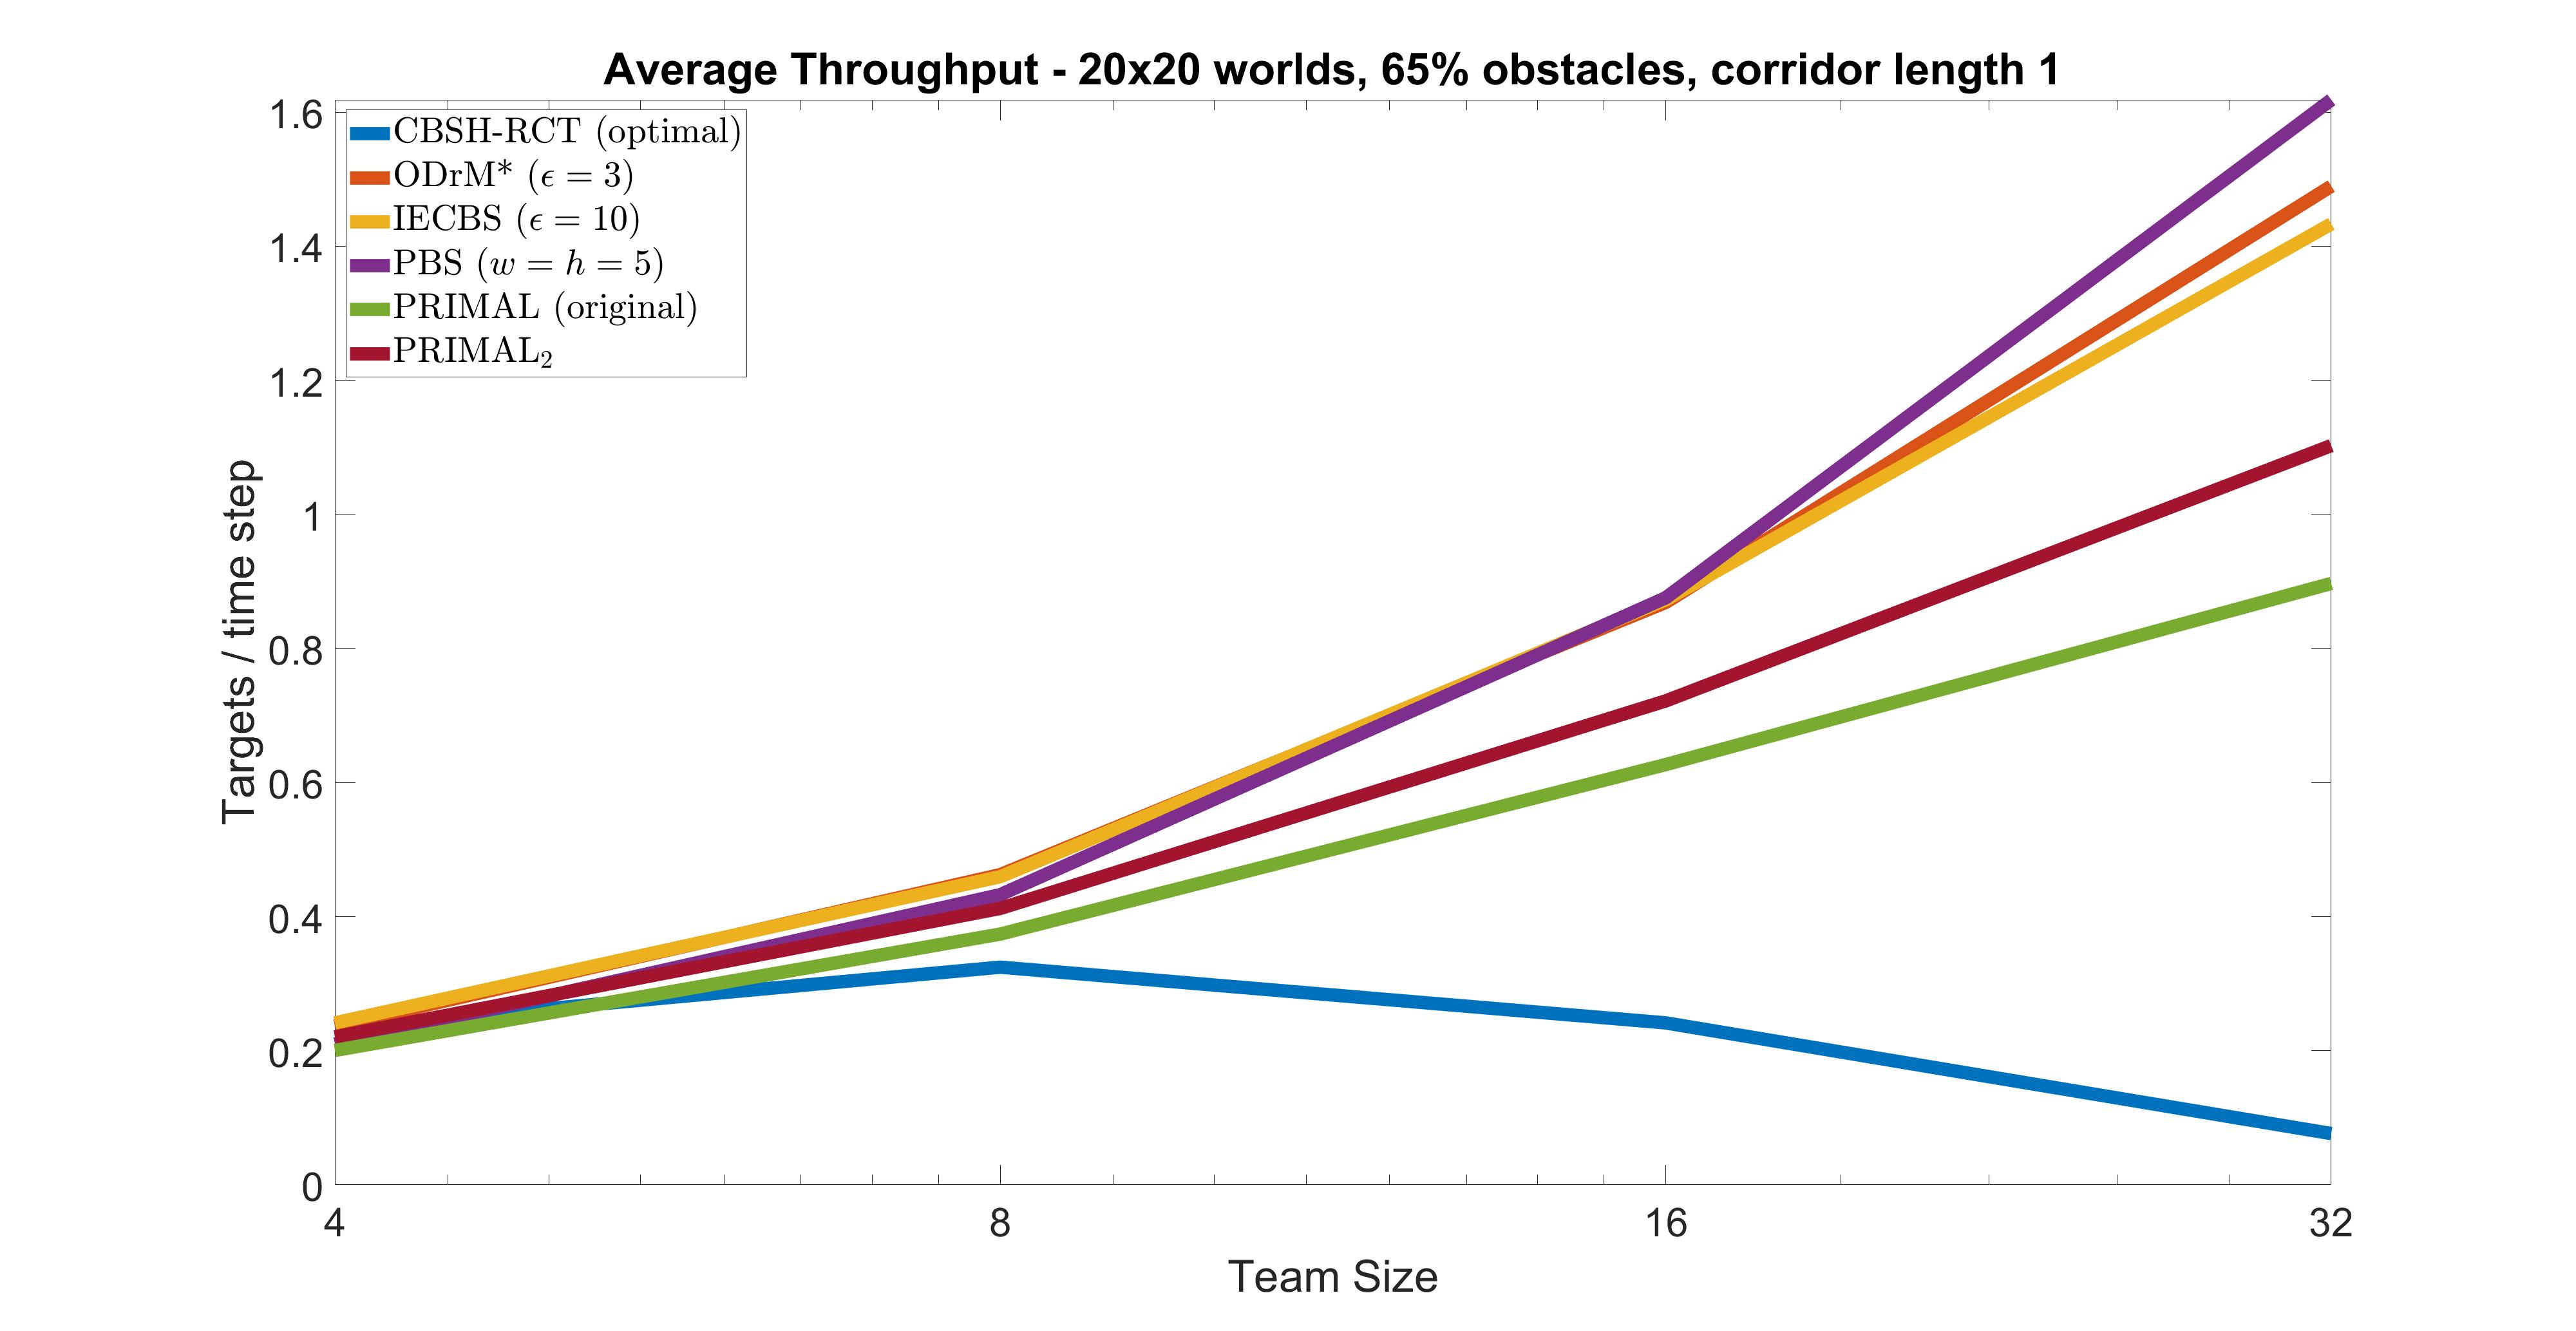 Average Throughput - 20x20 worlds, 65% obstacles, corridor length 1
CBSH-RCT (optimal)
ODrM* (ϵ = 3)
IECBS (ϵ = 10)
PBS (w = h = 5)
PRIMAL (original)
PRIMAL₂
Targets / time step
1.6
1.4
1.2
1
0.8
0.6
0.4
0.2
0
4 8 16 32
Team Size